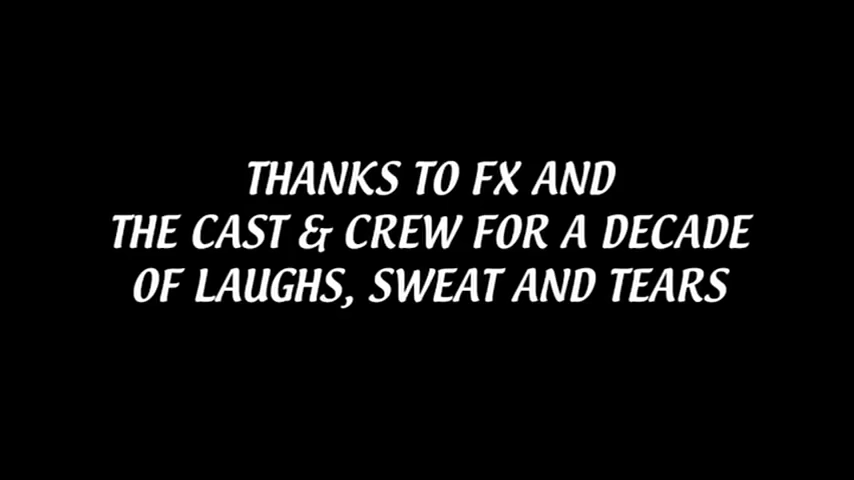 THANKS TO FX AND
THE CAST & CREW FOR A DECADE
OF LAUGHS, SWEAT AND TEARS